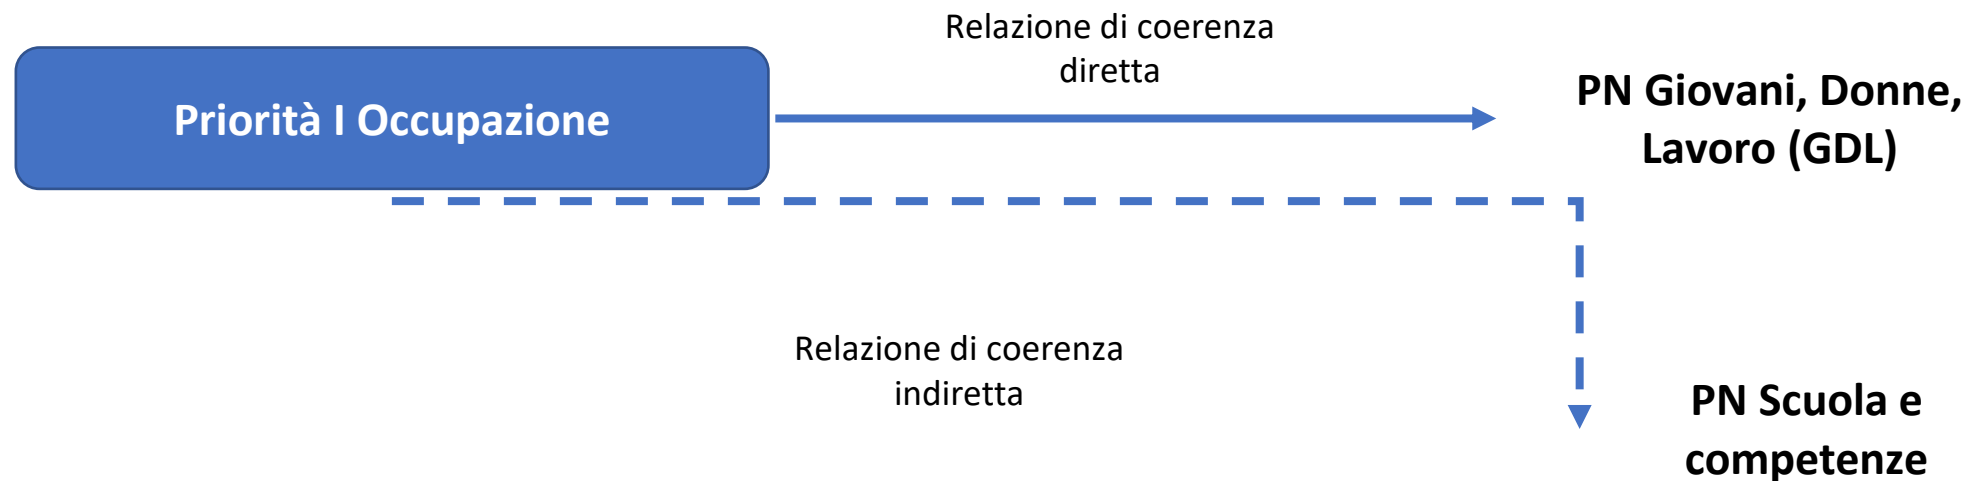 Relazione di coerenza
diretta
Priorità I Occupazione
PN Giovani, Donne,
Lavoro (GDL)
Relazione di coerenza
indiretta
PN Scuola e
competenze